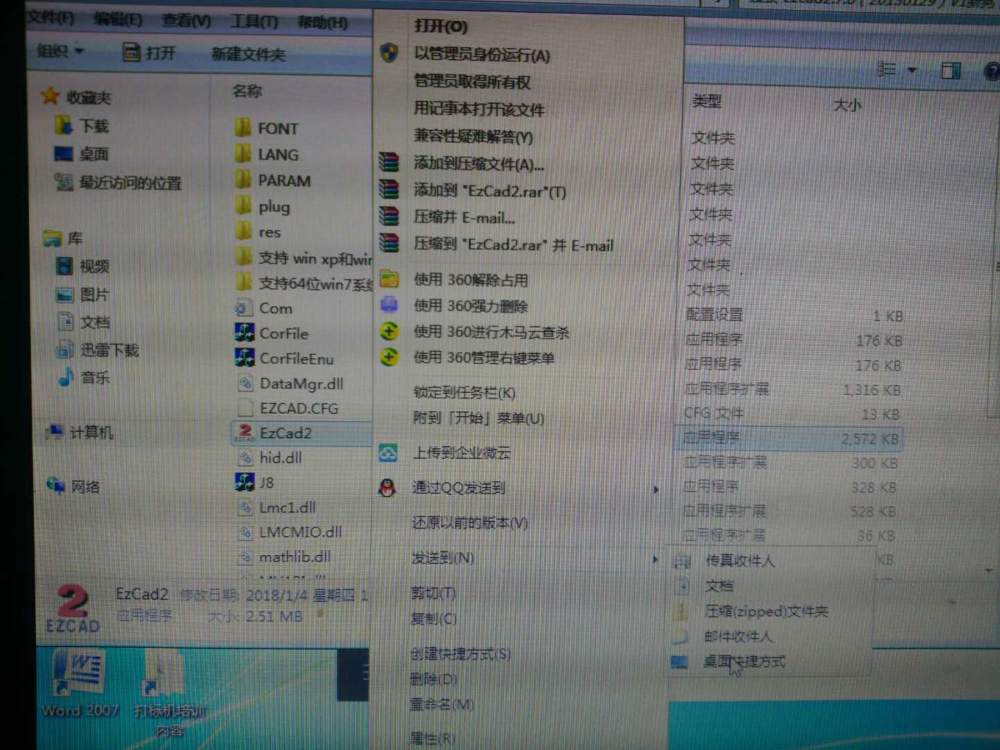 文件(F) 编辑(E) 查看(V) 工具(T) 帮助(H)
组织 打开 新建文件夹
收藏夹
下载
桌面
最近访问的位置
库
视频
图片
文档
迅雷下载
音乐
计算机
网络
名称
FONT
LANG
PARAM
plug
res
支持 win xp和wi
支持64位win7系统
Com
CorFile
CorFileEnu
DataMgr.dll
EZCAD.CFG
EzCad2
hid.dll
J8
Lmc1.dll
LMCMIO.dll
mathlib.dll
打开(O)
以管理员身份运行(A)
管理员取得所有权
用记事本打开该文件
兼容性疑难解答(Y)
添加到压缩文件(A)...
添加到 "EzCad2.rar"(T)
压缩并 E-mail...
压缩到 "EzCad2.rar" 并 E-mail
使用 360解除占用
使用 360强力删除
使用 360进行木马云查杀
使用 360管理右键菜单
锁定到任务栏(K)
附到「开始」菜单(U)
上传到企业微云
通过QQ发送到
还原以前的版本(V)
发送到(N)
剪切(T)
复制(C)
创建快捷方式(S)
删除(D)
重命名(M)
属性(R)
类型 大小
文件夹
文件夹
文件夹
文件夹
文件夹
文件夹
文件夹
配置设置 1 KB
应用程序 176 KB
应用程序 176 KB
应用程序扩展 1,316 KB
CFG 文件 13 KB
应用程序 2,572 KB
应用程序扩展 300 KB
应用程序 328 KB
应用程序扩展 528 KB
应用程序扩展 36 KB
KB
传真收件人
文档
压缩(zipped)文件夹
邮件收件人
桌面快捷方式
2
EZCAD
EzCad2 修改日期: 2018/1/4 星期四 1
应用程序 大小: 2.51 MB
Word 2007
打标机培训
内容